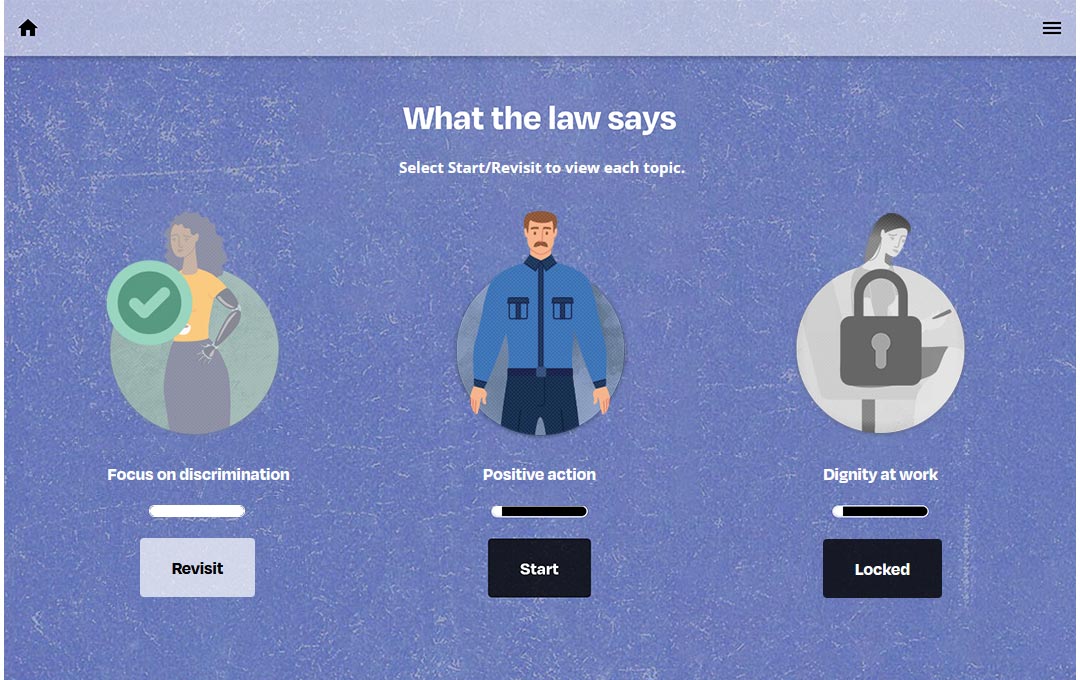 What the law says
Select Start/Revisit to view each topic.
Focus on discrimination
Positive action
Dignity at work
Revisit
Start
Locked